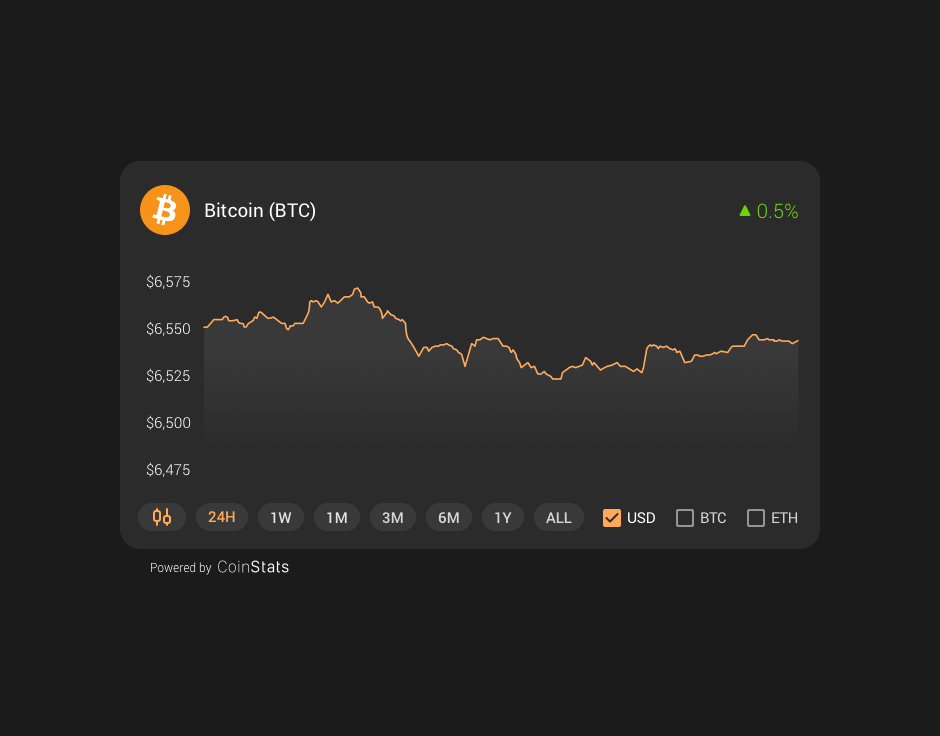 Bitcoin (BTC)
0.5%
$6,575
$6,550
$6,525
$6,500
$6,475
24H 1W 1M 3M 6M 1Y ALL USD BTC ETH
Powered by CoinStats